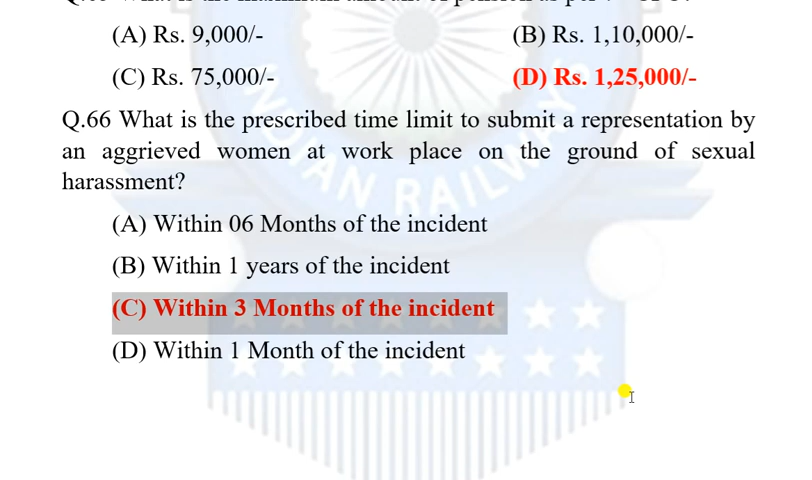 (A) Rs. 9,000/- (B) Rs. 1,10,000/-
(C) Rs. 75,000/- (D) Rs. 1,25,000/-
Q.66 What is the prescribed time limit to submit a representation by
an aggrieved women at work place on the ground of sexual
harassment?
(A) Within 06 Months of the incident
(B) Within 1 years of the incident
(C) Within 3 Months of the incident
(D) Within 1 Month of the incident
INDIAN RAILWAYS